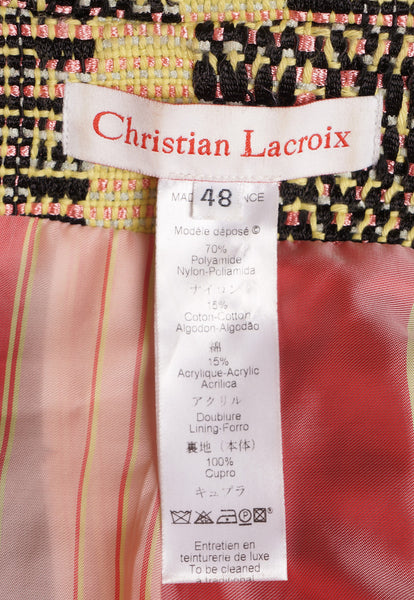 Christian Lacroix
48
Modèle déposé ©
70%
Polyamide
Nylon-Poliamida
ナイロン
15%
Coton-Cotton
Algodon-Algodão
綿
15%
Acrylique-Acrylic
Acrilica
アクリル
Doublure
Lining-Forro
裏地(本体)
100%
Cupro
キュプラ
Entretien en
teinturerie de luxe
To be cleaned
a traditional